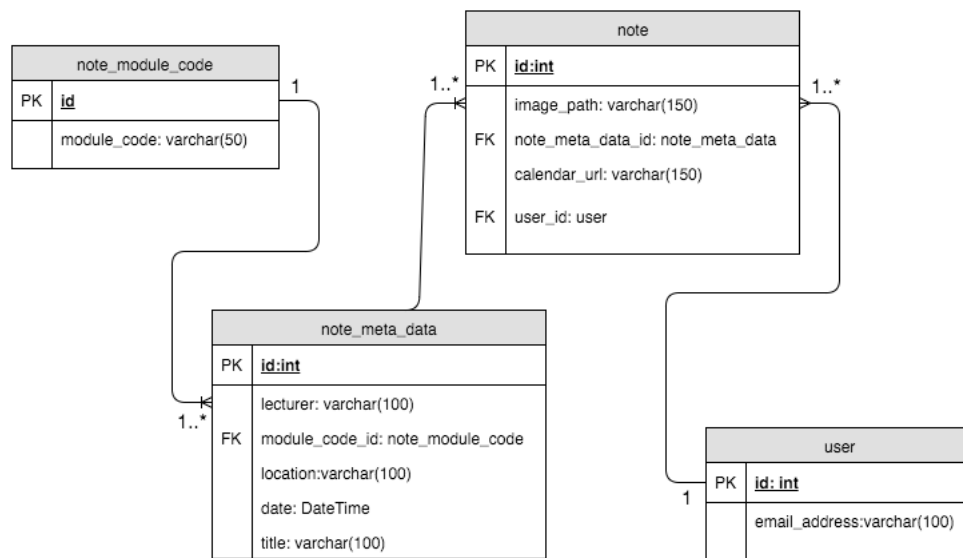 note_module_code
PK id
module_code: varchar(50)
1
1..*
note
PK id:int
image_path: varchar(150)
FK note_meta_data_id: note_meta_data
calendar_url: varchar(150)
FK user_id: user
1..*
1..*
note_meta_data
PK id:int
lecturer: varchar(100)
FK module_code_id: note_module_code
location:varchar(100)
date: DateTime
title: varchar(100)
1
user
PK id: int
email_address:varchar(100)